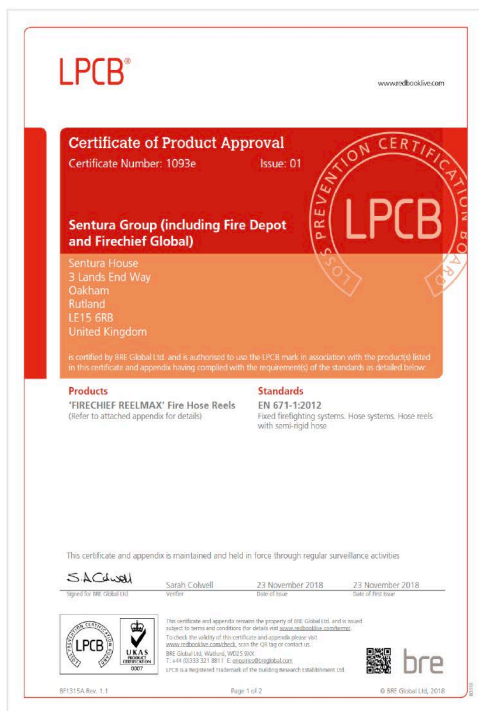 LPCB®
www.redbooklive.com
Certificate of Product Approval
Certificate Number: 1093e Issue: 01
LOSS PREVENTION CERTIFICATION BOARD
LPCB
Sentura Group (including Fire Depot
and Firechief Global)
Sentura House
3 Lands End Way
Oakham
Rutland
LE15 6RB
United Kingdom
is certified by BRE Global Ltd. and is authorised to use the LPCB mark in association with the product(s) listed
in this certificate and appendix having complied with the requirement(s) of the standards as detailed below:
Products Standards
'FIRECHIEF REELMAX' Fire Hose Reels EN 671-1:2012
(Refer to attached appendix for details) Fixed firefighting systems. Hose systems. Hose reels
with semi-rigid hose
This certificate and appendix is maintained and held in force through regular surveillance activities
Sarah Colwell 23 November 2018 23 November 2018
Signed for BRE Global Ltd. Verifier Date of Issue Date of First Issue
This certificate and appendix remains the property of BRE Global Ltd. and is issued
subject to terms and conditions (for details visit www.redbooklive.com/terms).
To check the validity of this certificate and appendix please visit
www.redbooklive.com/check, scan the QR tag or contact us.
BRE Global Ltd., Watford, WD25 9XX
T: +44 (0)333 321 8811 E: enquiries@breglobal.com
LPCB is a Registered Trademark of the Building Research Establishment Ltd.
LPCB
UKAS
PRODUCT
CERTIFICATION
0007
bre
BF1315A Rev. 1.1 Page 1 of 2 © BRE Global Ltd, 2018